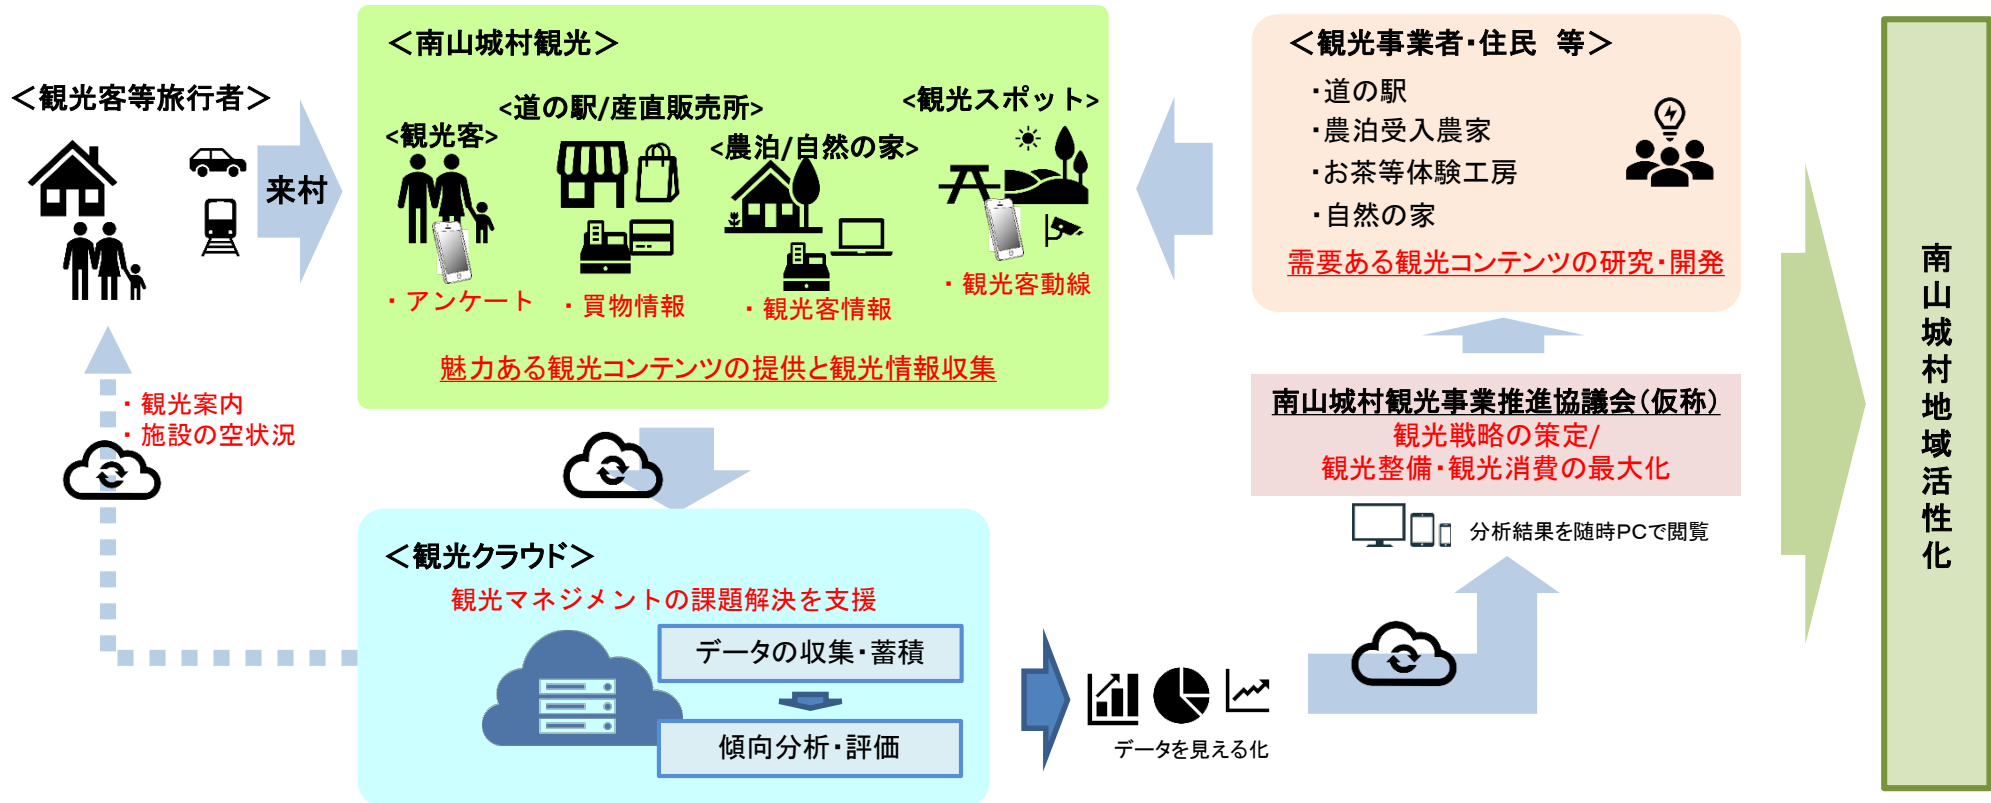 ＜観光客等旅行者＞
来村
・観光案内
・施設の空状況
＜南山城村観光＞
<観光客>
・アンケート
<道の駅/産直販売所>
・買物情報
<農泊/自然の家>
・観光客情報
<観光スポット>
・観光客動線
魅力ある観光コンテンツの提供と観光情報収集
＜観光クラウド＞
観光マネジメントの課題解決を支援
データの収集・蓄積
傾向分析・評価
データを見える化
分析結果を随時PCで閲覧
南山城村観光事業推進協議会（仮称）
観光戦略の策定/
観光整備・観光消費の最大化
＜観光事業者・住民　等＞
・道の駅
・農泊受入農家
・お茶等体験工房
・自然の家
需要ある観光コンテンツの研究・開発
南山城村地域活性化